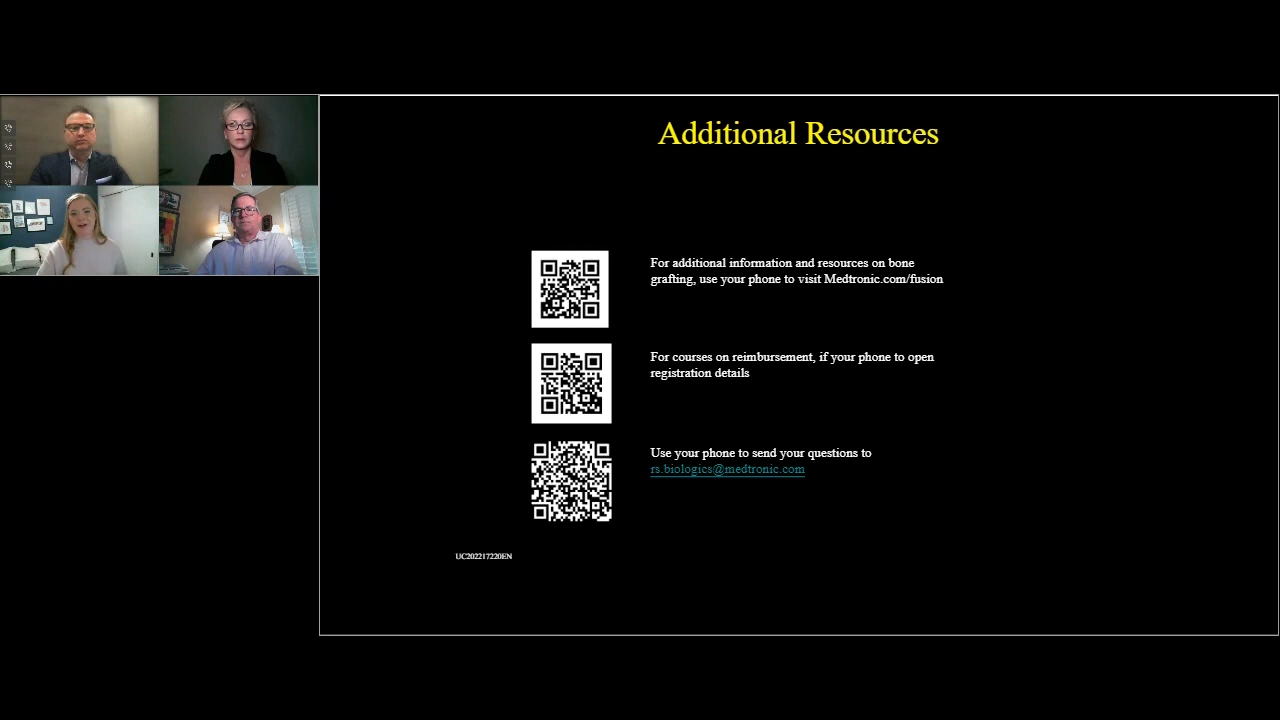 Additional Resources
For additional information and resources on bone
grafting, use your phone to visit Medtronic.com/fusion
For courses on reimbursement, if your phone to open
registration details
Use your phone to send your questions to
rs.biologics@medtronic.com
UC202217220EN